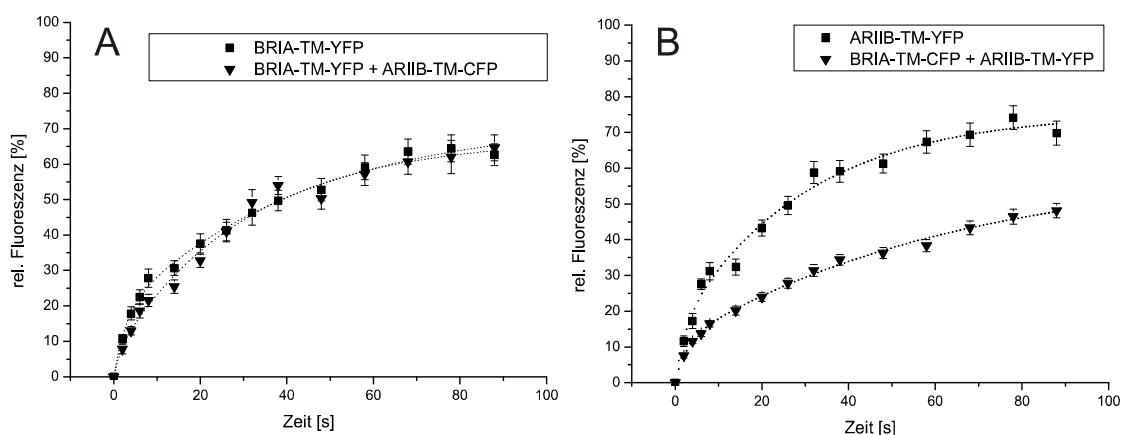 A
BRIA-TM-YFP
BRIA-TM-YFP + ARIIB-TM-CFP
rel. Fluoreszenz [%]
100
90
80
70
60
50
40
30
20
10
0
0 20 40 60 80 100
Zeit [s]
B
ARIIB-TM-YFP
BRIA-TM-CFP + ARIIB-TM-YFP
rel. Fluoreszenz [%]
100
90
80
70
60
50
40
30
20
10
0
0 20 40 60 80 100
Zeit [s]